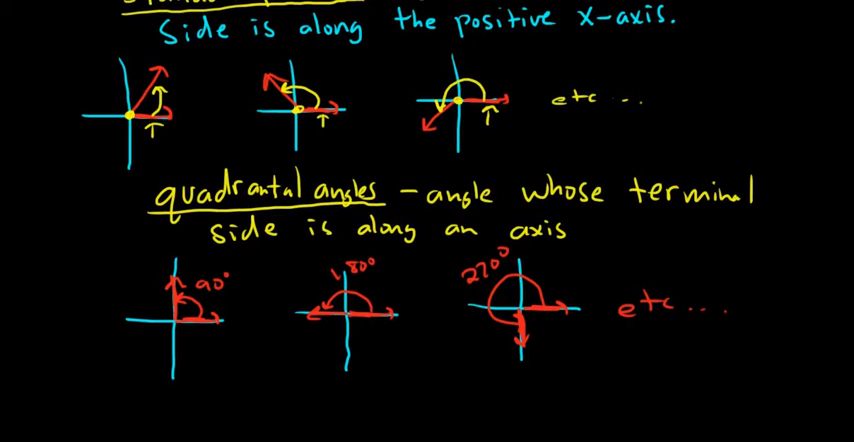 side is along the positive x-axis.
etc...
quadrantal angles - angle whose terminal
side is along an axis
90°
180°
270°
etc...